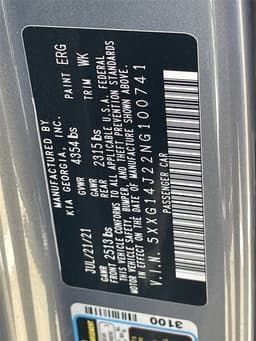 MANUFACTURED BY
KIA GEORGIA, INC.
JUL/21/21 GVWR 4354 lbs PAINT ERG
GAWR 2513 lbs GAWR REAR 2315 lbs TRIM WK
THIS VEHICLE CONFORMS TO ALL APPLICABLE U.S.A. FEDERAL
MOTOR VEHICLE SAFETY, BUMPER, AND THEFT PREVENTION STANDARDS
IN EFFECT ON THE DATE OF MANUFACTURE SHOWN ABOVE.
V.I.N. 5XXG14J22NG100741
PASSENGER CAR
3100